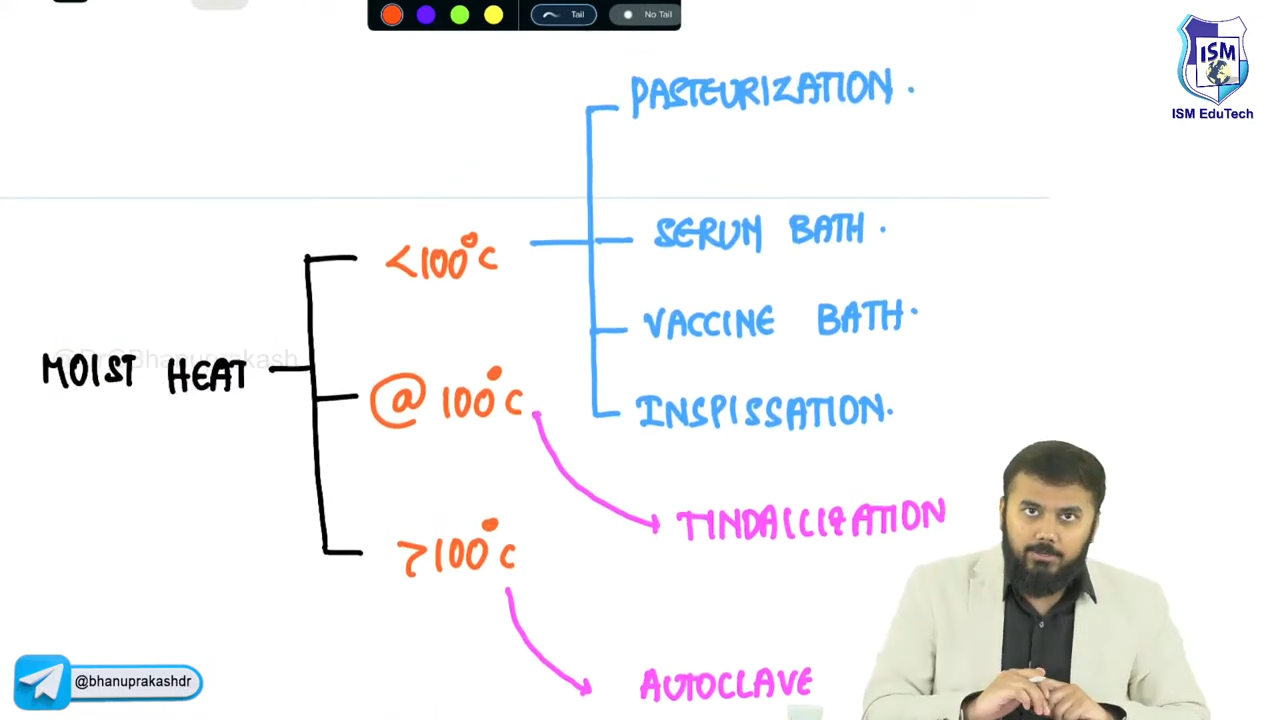 Tail
No Tail
ISM
ISM EduTech
PASTEURIZATION.
SERUM BATH.
<100°C
VACCINE BATH.
@DrGBhanuprakash
MOIST HEAT
@ 100°C
INSPISSATION.
TINDALLIZATION
>100°C
@bhanuprakashdr
AUTOCLAVE